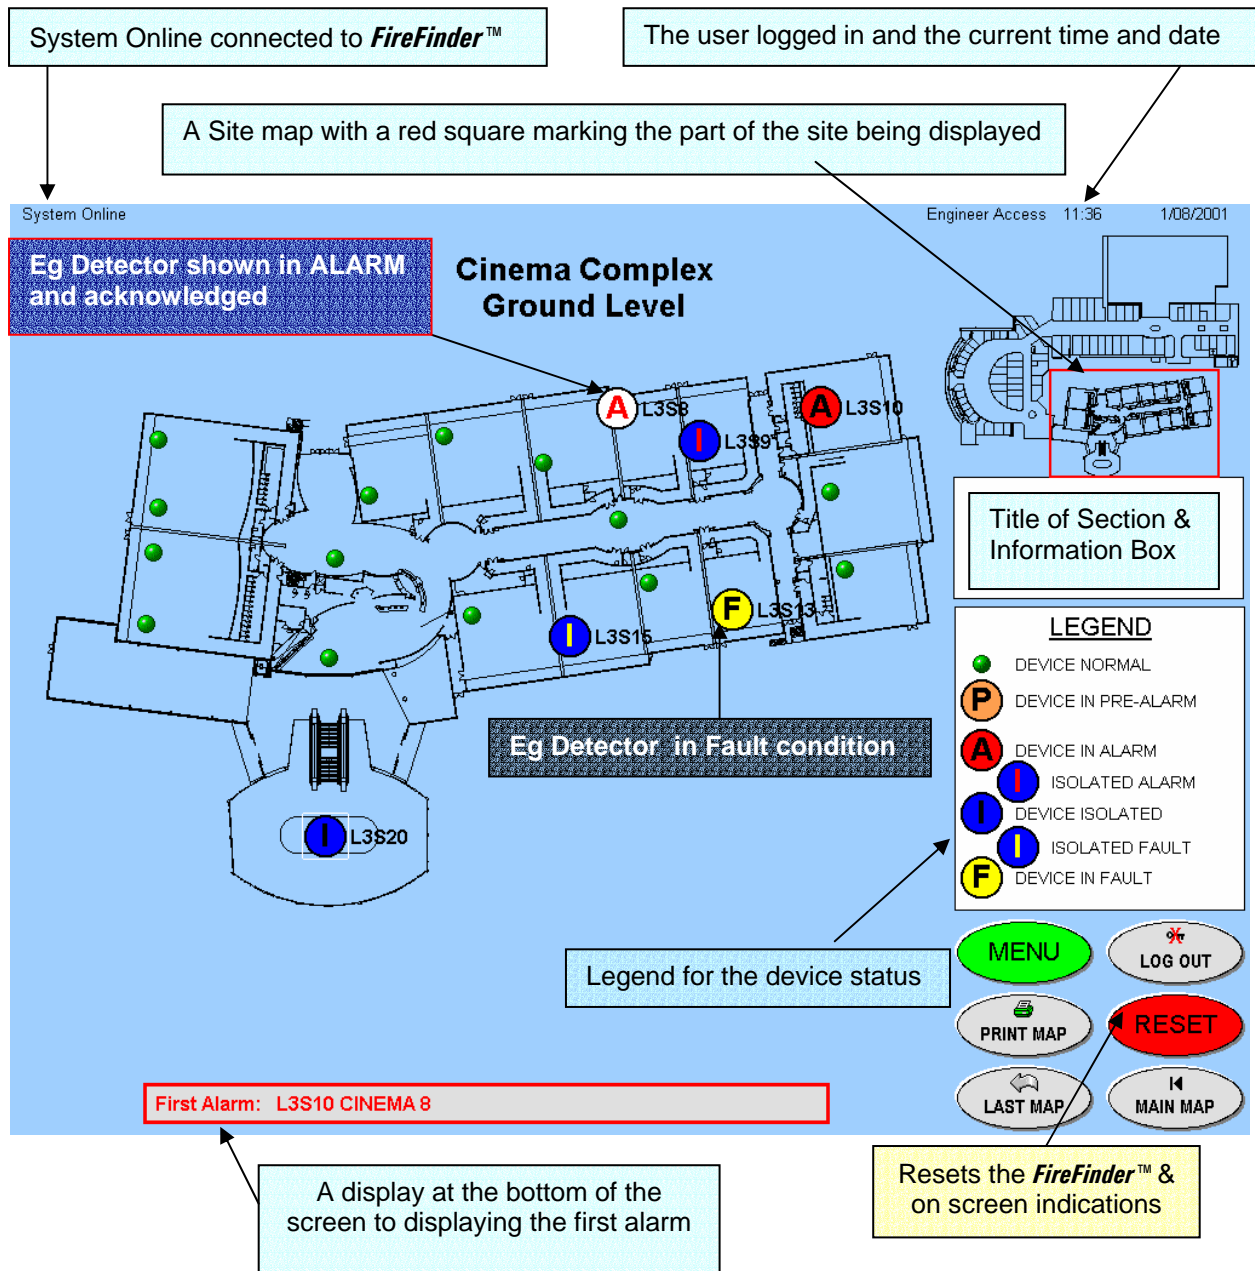 System Online connected to FireFinder™
The user logged in and the current time and date
A Site map with a red square marking the part of the site being displayed
System Online
Engineer Access 11:36 1/08/2001
Eg Detector shown in ALARM
and acknowledged
Cinema Complex
Ground Level
A L3S8
A L3S10
I L3S9
Title of Section &
Information Box
F L3S13
I L3S15
LEGEND
DEVICE NORMAL
P DEVICE IN PRE-ALARM
A DEVICE IN ALARM
I ISOLATED ALARM
I DEVICE ISOLATED
I ISOLATED FAULT
F DEVICE IN FAULT
Eg Detector in Fault condition
I L3S20
Legend for the device status
MENU
LOG OUT
PRINT MAP
RESET
LAST MAP
MAIN MAP
First Alarm: L3S10 CINEMA 8
A display at the bottom of the
screen to displaying the first alarm
Resets the FireFinder™ &
on screen indications